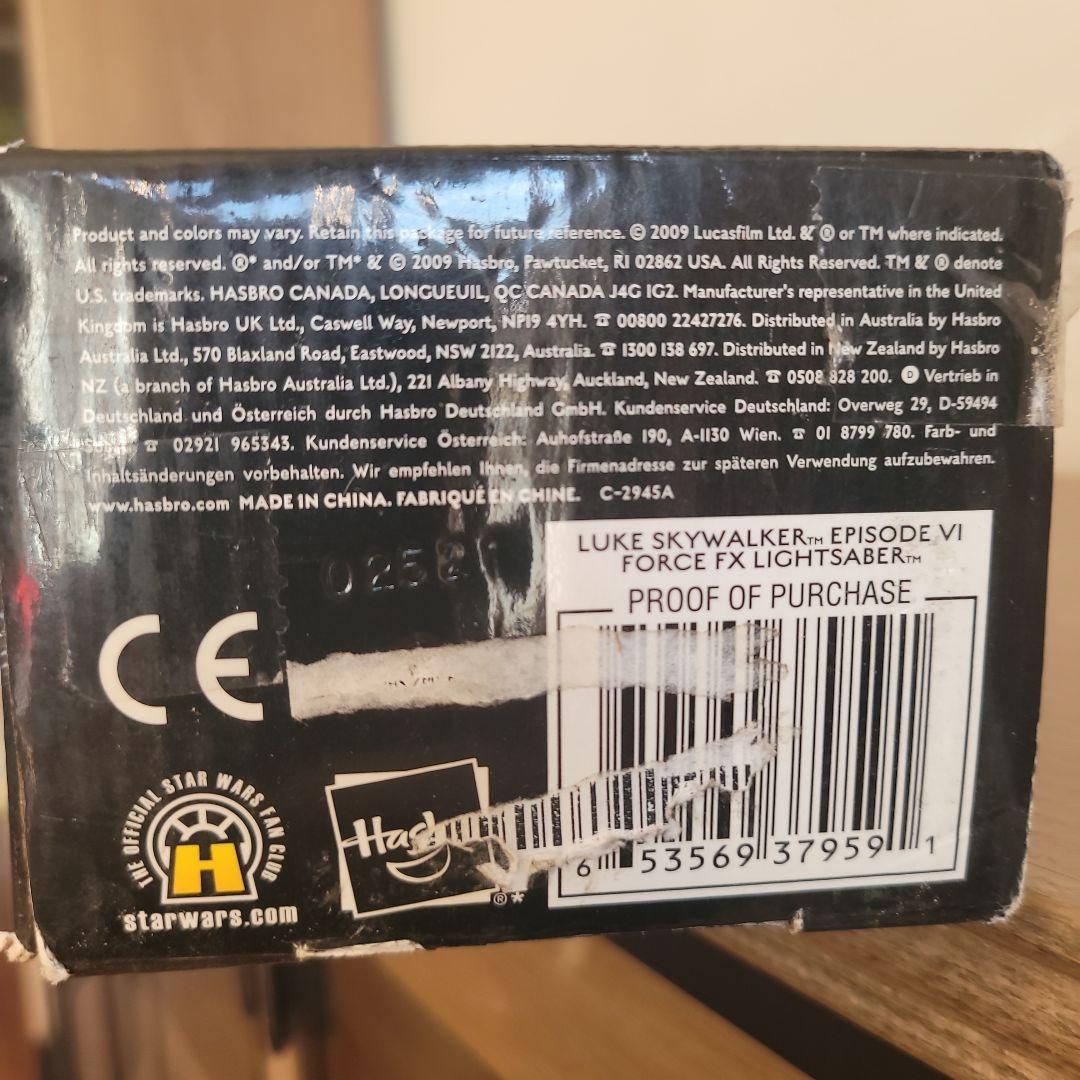 Product and colors may vary. Retain this package for future reference. © 2009 Lucasfilm Ltd. & ® or TM where indicated.
All rights reserved. ®* and/or TM* & © 2009 Hasbro, Pawtucket, RI 02862 USA. All Rights Reserved. TM & ® denote
U.S. trademarks. HASBRO CANADA, LONGUEUIL, QC CANADA J4G 1G2. Manufacturer's representative in the United
Kingdom is Hasbro UK Ltd., Caswell Way, Newport, NP19 4YH. ☎ 00800 22427276. Distributed in Australia by Hasbro
Australia Ltd., 570 Blaxland Road, Eastwood, NSW 2122, Australia. ☎ 1300 138 697. Distributed in New Zealand by Hasbro
NZ (a branch of Hasbro Australia Ltd.), 221 Albany Highway, Auckland, New Zealand. ☎ 0508 828 200. D Vertrieb in
Deutschland und Österreich durch Hasbro Deutschland GmbH. Kundenservice Deutschland: Overweg 29, D-59494
☎ 02921 965343. Kundenservice Österreich: Auhofstraße 190, A-1130 Wien. ☎ 01 8799 780. Farb- und
Inhaltsänderungen vorbehalten. Wir empfehlen Ihnen, die Firmenadresse zur späteren Verwendung aufzubewahren.
www.hasbro.com MADE IN CHINA. FABRIQUÉ EN CHINE. C-2945A
LUKE SKYWALKER™ EPISODE VI
FORCE FX LIGHTSABER™
PROOF OF PURCHASE
CE
THE OFFICIAL STAR WARS FAN CLUB
H
starwars.com
Hasbro
®*
6 53569 37959 1